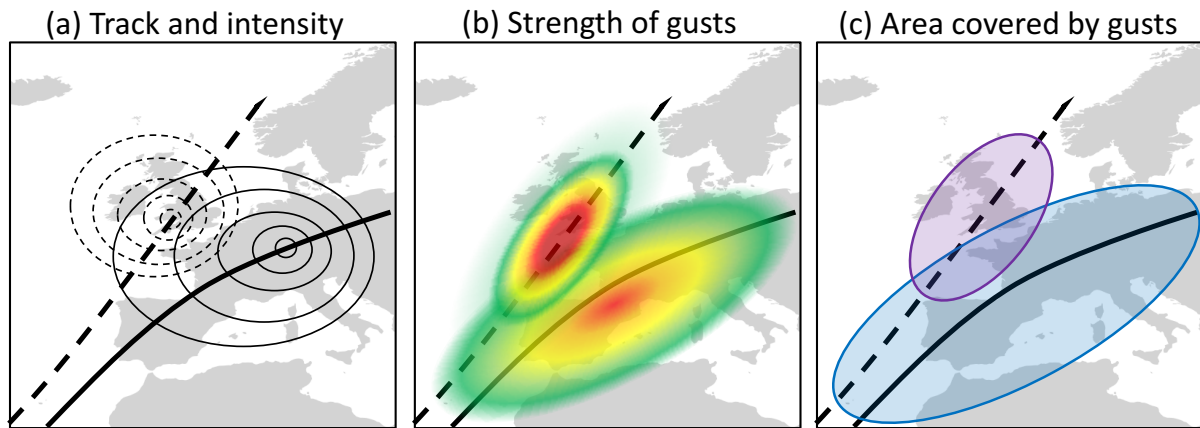 (a) Track and intensity
(b) Strength of gusts
(c) Area covered by gusts